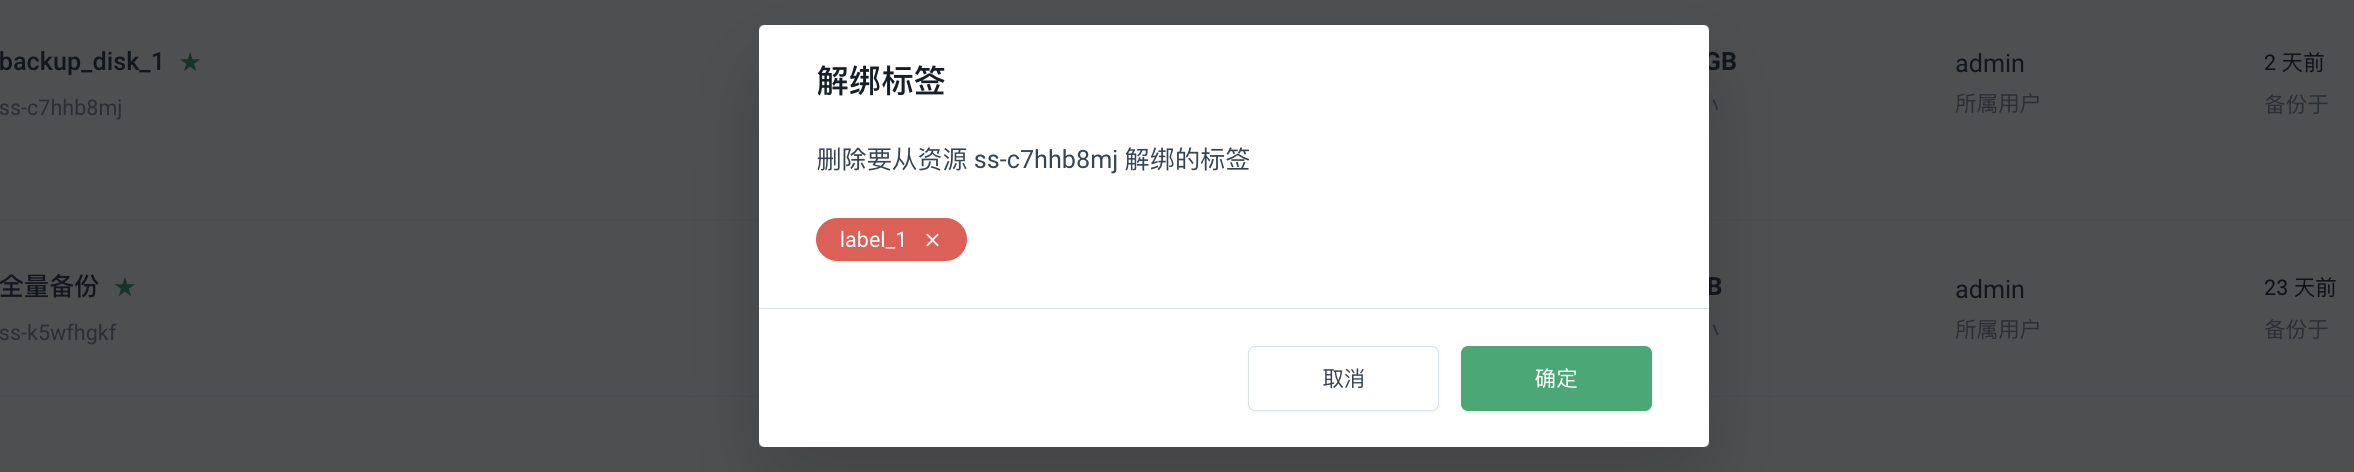 backup_disk_1
ss-c7hhb8mj
全量备份
ss-k5wfhgkf
解绑标签
删除要从资源 ss-c7hhb8mj 解绑的标签
label_1
取消
确定
GB
admin
所属用户
2 天前
备份于
B
admin
所属用户
23 天前
备份于